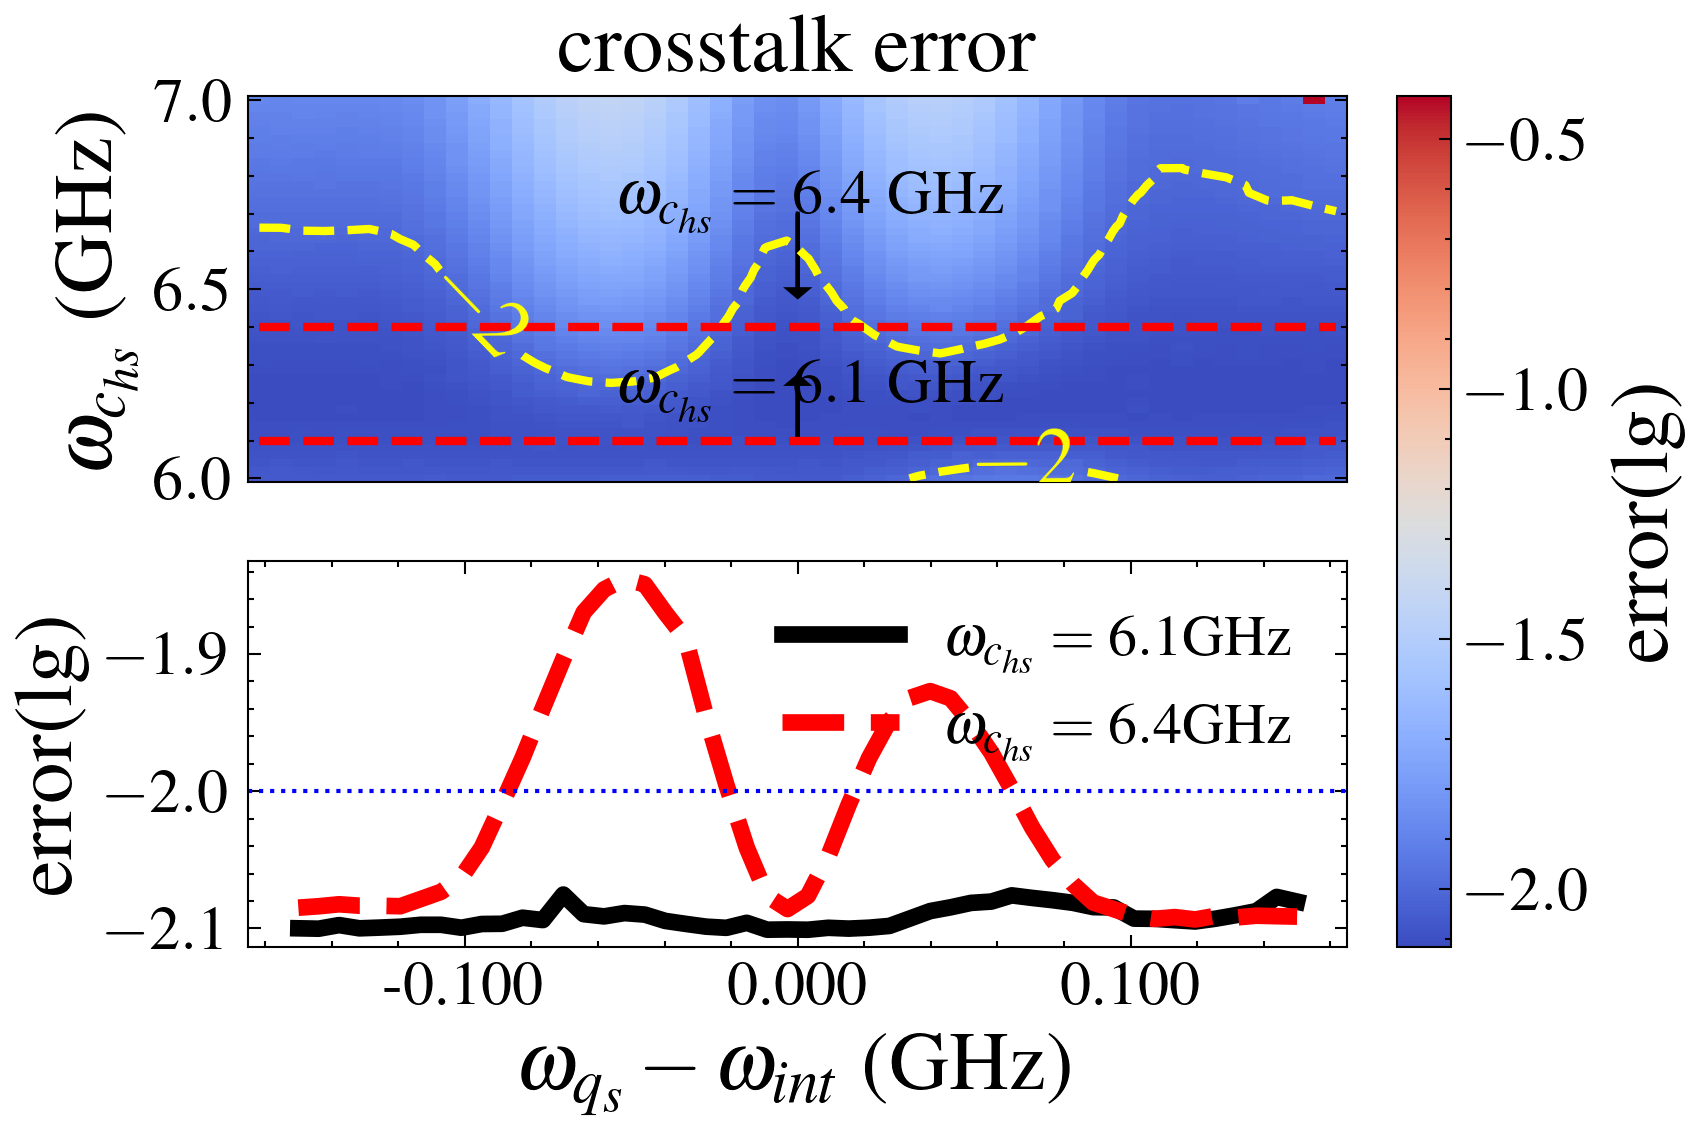 crosstalk error
7.0
6.5
6.0
ω_{c_{hs}} (GHz)
ω_{c_{hs}} = 6.4 GHz
ω_{c_{hs}} = 6.1 GHz
−2
−2
−0.5
−1.0
−1.5
−2.0
error(lg)
−1.9
−2.0
−2.1
error(lg)
ω_{c_{hs}} = 6.1GHz
ω_{c_{hs}} = 6.4GHz
-0.100
0.000
0.100
ω_{q_s} − ω_{int} (GHz)